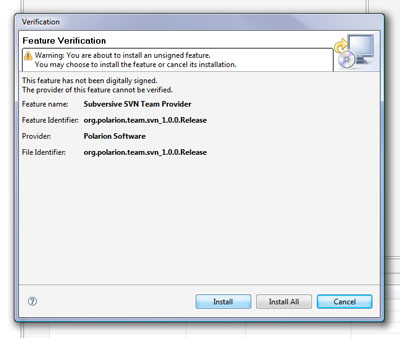 Verification
Feature Verification
Warning: You are about to install an unsigned feature.
You may choose to install the feature or cancel its installation.
This feature has not been digitally signed.
The provider of this feature cannot be verified.
Feature name: Subversive SVN Team Provider
Feature Identifier: org.polarion.team.svn_1.0.0.Release
Provider: Polarion Software
File Identifier: org.polarion.team.svn_1.0.0.Release
? Install Install All Cancel